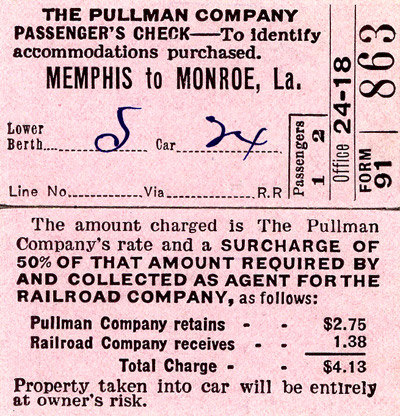 THE PULLMAN COMPANY
PASSENGER'S CHECK—To identify
accommodations purchased.
MEMPHIS to MONROE, La.
Lower
Berth.... 5 Car 24
Line No. Via R.R
Passengers
1 2
Office 24-18
FORM
91
863
The amount charged is The Pullman
Company's rate and a SURCHARGE OF
50% OF THAT AMOUNT REQUIRED BY
AND COLLECTED AS AGENT FOR THE
RAILROAD COMPANY, as follows:
Pullman Company retains - - $2.75
Railroad Company receives - - 1.38
Total Charge - - $4.13
Property taken into car will be entirely
at owner's risk.